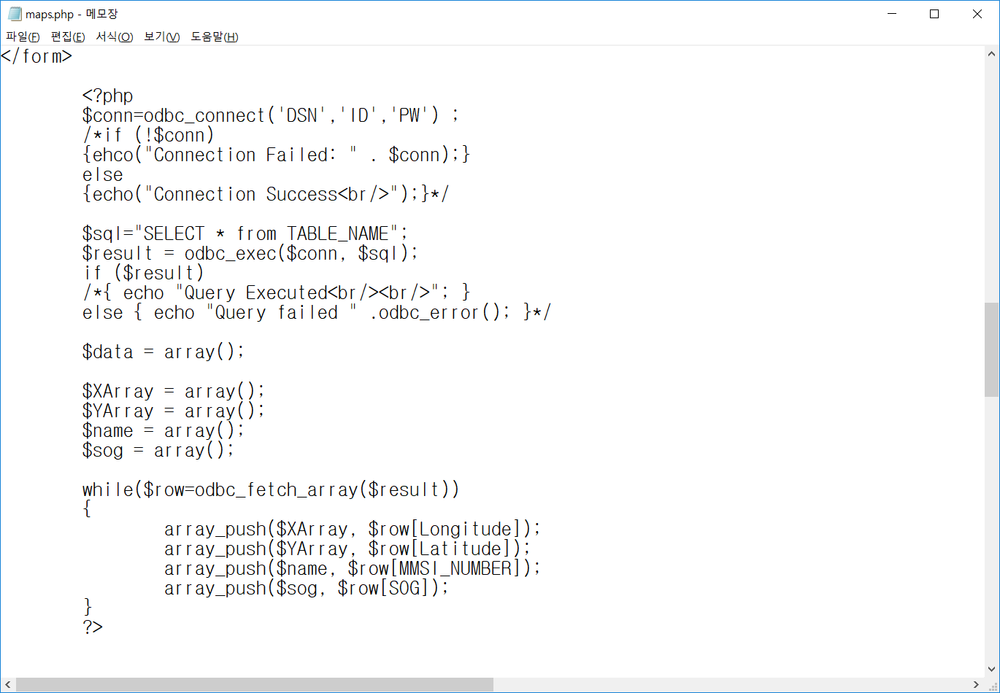 maps.php - 메모장
파일(F) 편집(E) 서식(O) 보기(V) 도움말(H)
</form>
<?php
$conn=odbc_connect('DSN','ID','PW') ;
/*if (!$conn)
{ehco("Connection Failed: " . $conn);}
else
{echo("Connection Success<br/>");}*/
$sql="SELECT * from TABLE_NAME";
$result = odbc_exec($conn, $sql);
if ($result)
/*{ echo "Query Executed<br/><br/>"; }
else { echo "Query failed " .odbc_error(); }*/
$data = array();
$XArray = array();
$YArray = array();
$name = array();
$sog = array();
while($row=odbc_fetch_array($result))
{
array_push($XArray, $row[Longitude]);
array_push($YArray, $row[Latitude]);
array_push($name, $row[MMSI_NUMBER]);
array_push($sog, $row[SOG]);
}
?>